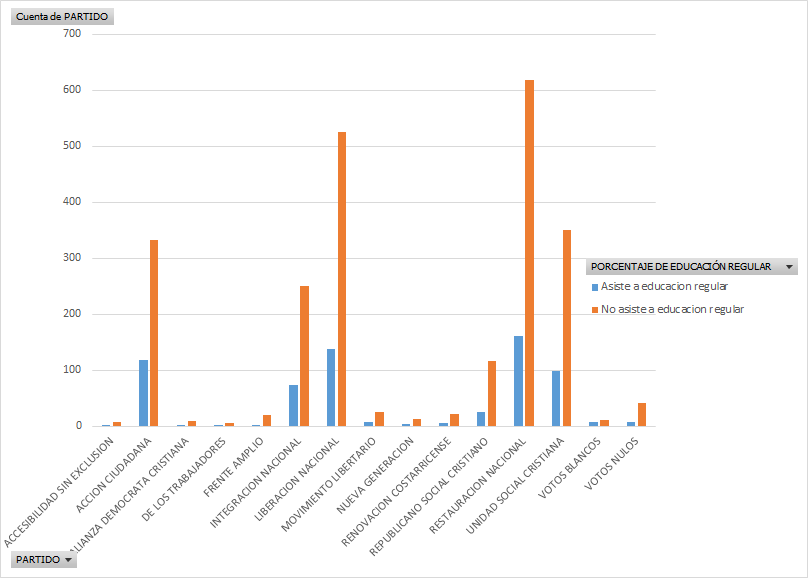 Cuenta de PARTIDO
700
600
500
400
300
200
100
0
PORCENTAJE DE EDUCACIÓN REGULAR
Asiste a educacion regular
No asiste a educacion regular
ACCESIBILIDAD SIN EXCLUSION
ACCION CIUDADANA
ALIANZA DEMOCRATA CRISTIANA
DE LOS TRABAJADORES
FRENTE AMPLIO
INTEGRACION NACIONAL
LIBERACION NACIONAL
MOVIMIENTO LIBERTARIO
NUEVA GENERACION
RENOVACION COSTARRICENSE
REPUBLICANO SOCIAL CRISTIANO
RESTAURACION NACIONAL
UNIDAD SOCIAL CRISTIANA
VOTOS BLANCOS
VOTOS NULOS
PARTIDO